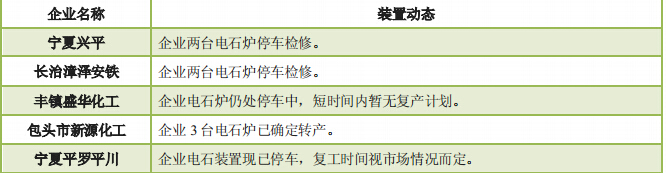 企业名称 装置动态
宁夏兴平 企业两台电石炉停车检修。
长治漳泽安铁 企业两台电石炉停车检修。
丰镇盛华化工 企业电石炉仍处停车中，短时间内暂无复产计划。
包头市新源化工 企业 3 台电石炉已确定转产。
宁夏平罗平川 企业电石装置现已停车，复工时间视市场情况而定。